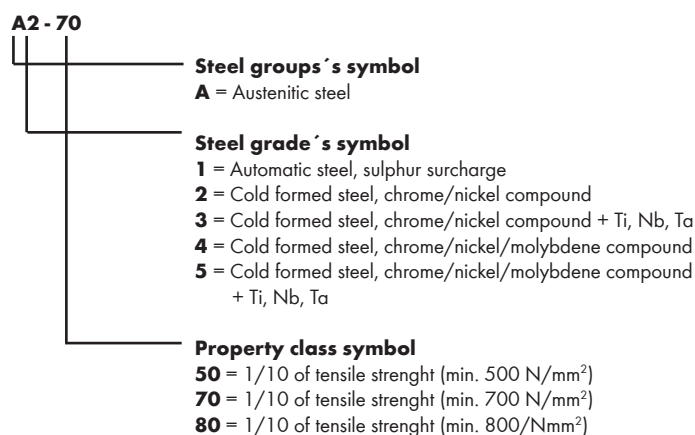 A2 - 70
Steel groups´s symbol
A = Austenitic steel
Steel grade´s symbol
1 = Automatic steel, sulphur surcharge
2 = Cold formed steel, chrome/nickel compound
3 = Cold formed steel, chrome/nickel compound + Ti, Nb, Ta
4 = Cold formed steel, chrome/nickel/molybdene compound
5 = Cold formed steel, chrome/nickel/molybdene compound
+ Ti, Nb, Ta
Property class symbol
50 = 1/10 of tensile strenght (min. 500 N/mm²)
70 = 1/10 of tensile strenght (min. 700 N/mm²)
80 = 1/10 of tensile strenght (min. 800/Nmm²)